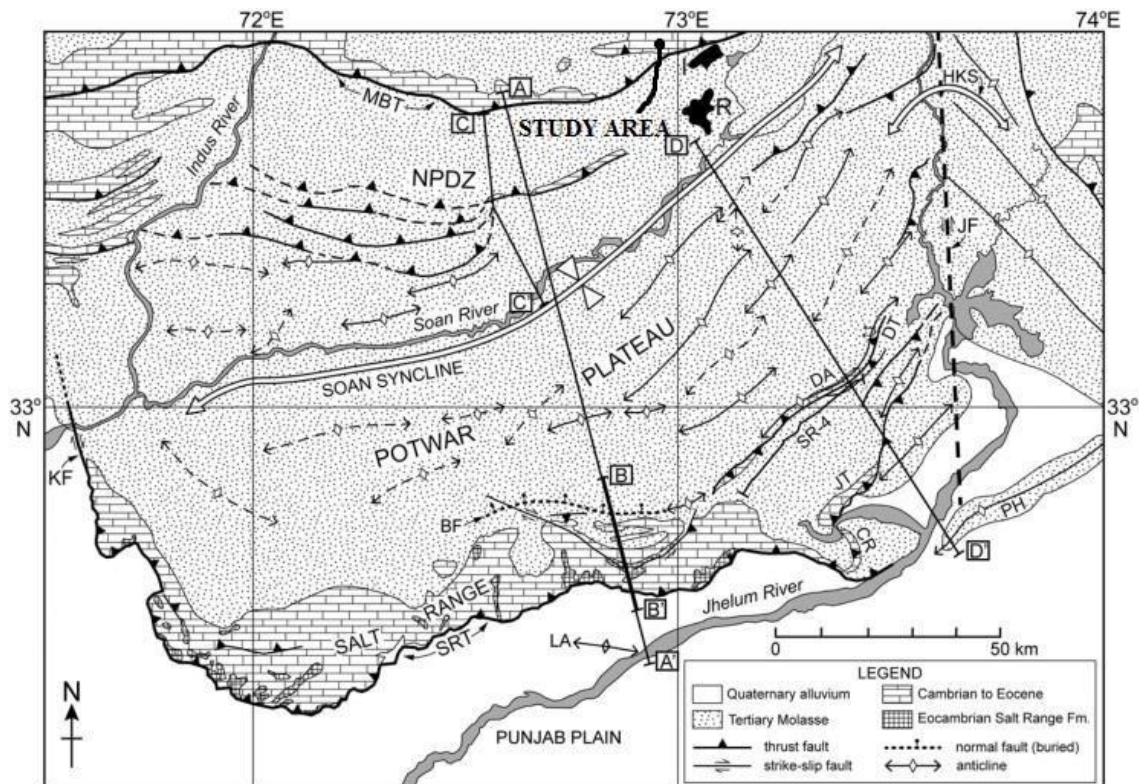 72°E
73°E
74°E
HKS
MBT
A
C
I
R
STUDY AREA
D
Indus River
NPDZ
JF
C'
Soan River
SOAN SYNCLINE
PLATEAU
DT
DA
33°
N
33°
N
SR-4
POTWAR
KF
B
JT
BF
PH
CR
D'
RANGE
SALT
SRT
B'
Jhelum River
LA
A'
0
50 km
N
PUNJAB PLAIN
LEGEND
Quaternary alluvium
Cambrian to Eocene
Tertiary Molasse
Eocambrian Salt Range Fm.
thrust fault
normal fault (buried)
strike-slip fault
anticline